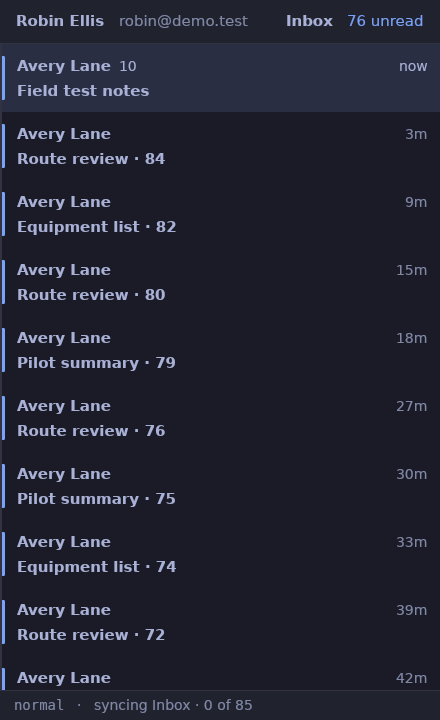 Robin Ellis robin@demo.test Inbox 76 unread
Avery Lane 10 now
Field test notes
Avery Lane 3m
Route review · 84
Avery Lane 9m
Equipment list · 82
Avery Lane 15m
Route review · 80
Avery Lane 18m
Pilot summary · 79
Avery Lane 27m
Route review · 76
Avery Lane 30m
Pilot summary · 75
Avery Lane 33m
Equipment list · 74
Avery Lane 39m
Route review · 72
Avery Lane 42m
normal · syncing Inbox · 0 of 85